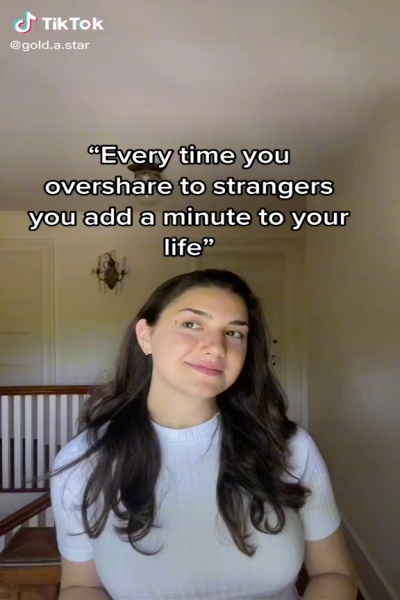 TikTok
@gold.a.star
“Every time you
overshare to strangers
you add a minute to your
life”